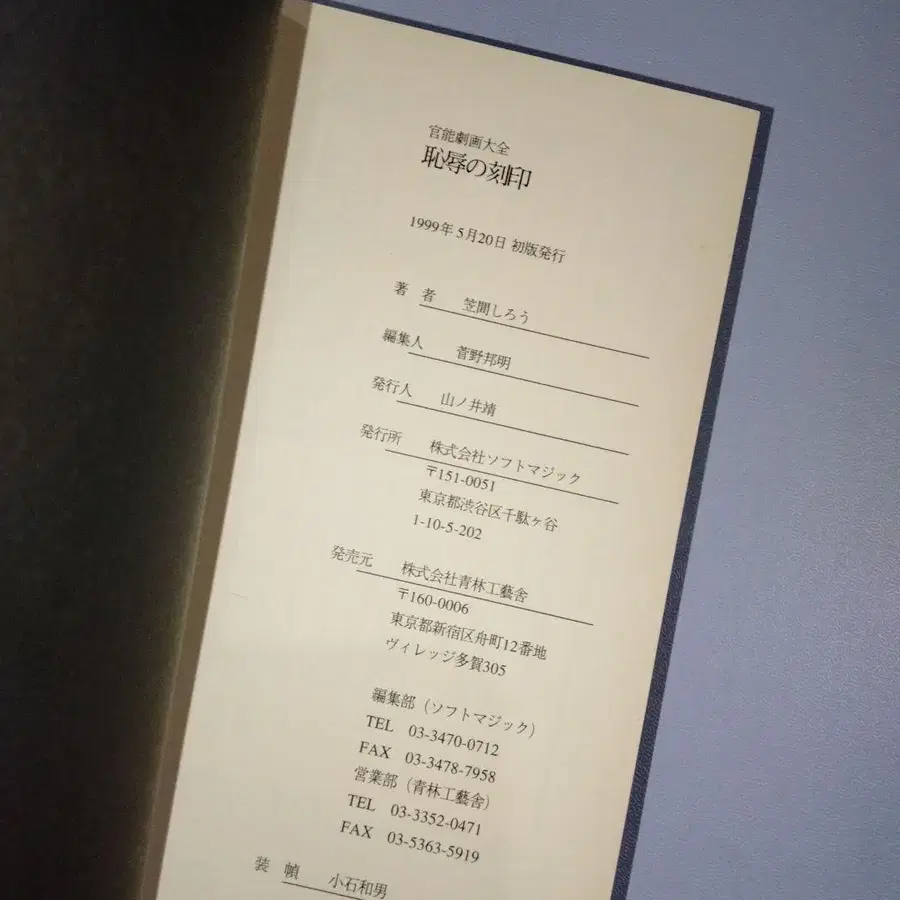 官能劇画大全
恥辱の刻印
1999年5月20日 初版発行
著 者 笠間しろう
編集人 菅野邦明
発行人 山ノ井靖
発行所 株式会社ソフトマジック
〒151-0051
東京都渋谷区千駄ヶ谷
1-10-5-202
発売元 株式会社青林工藝舎
〒160-0006
東京都新宿区舟町12番地
ヴィレッジ多賀305
編集部（ソフトマジック）
TEL 03-3470-0712
FAX 03-3478-7958
営業部（青林工藝舎）
TEL 03-3352-0471
FAX 03-5363-5919
装 幀 小石和男